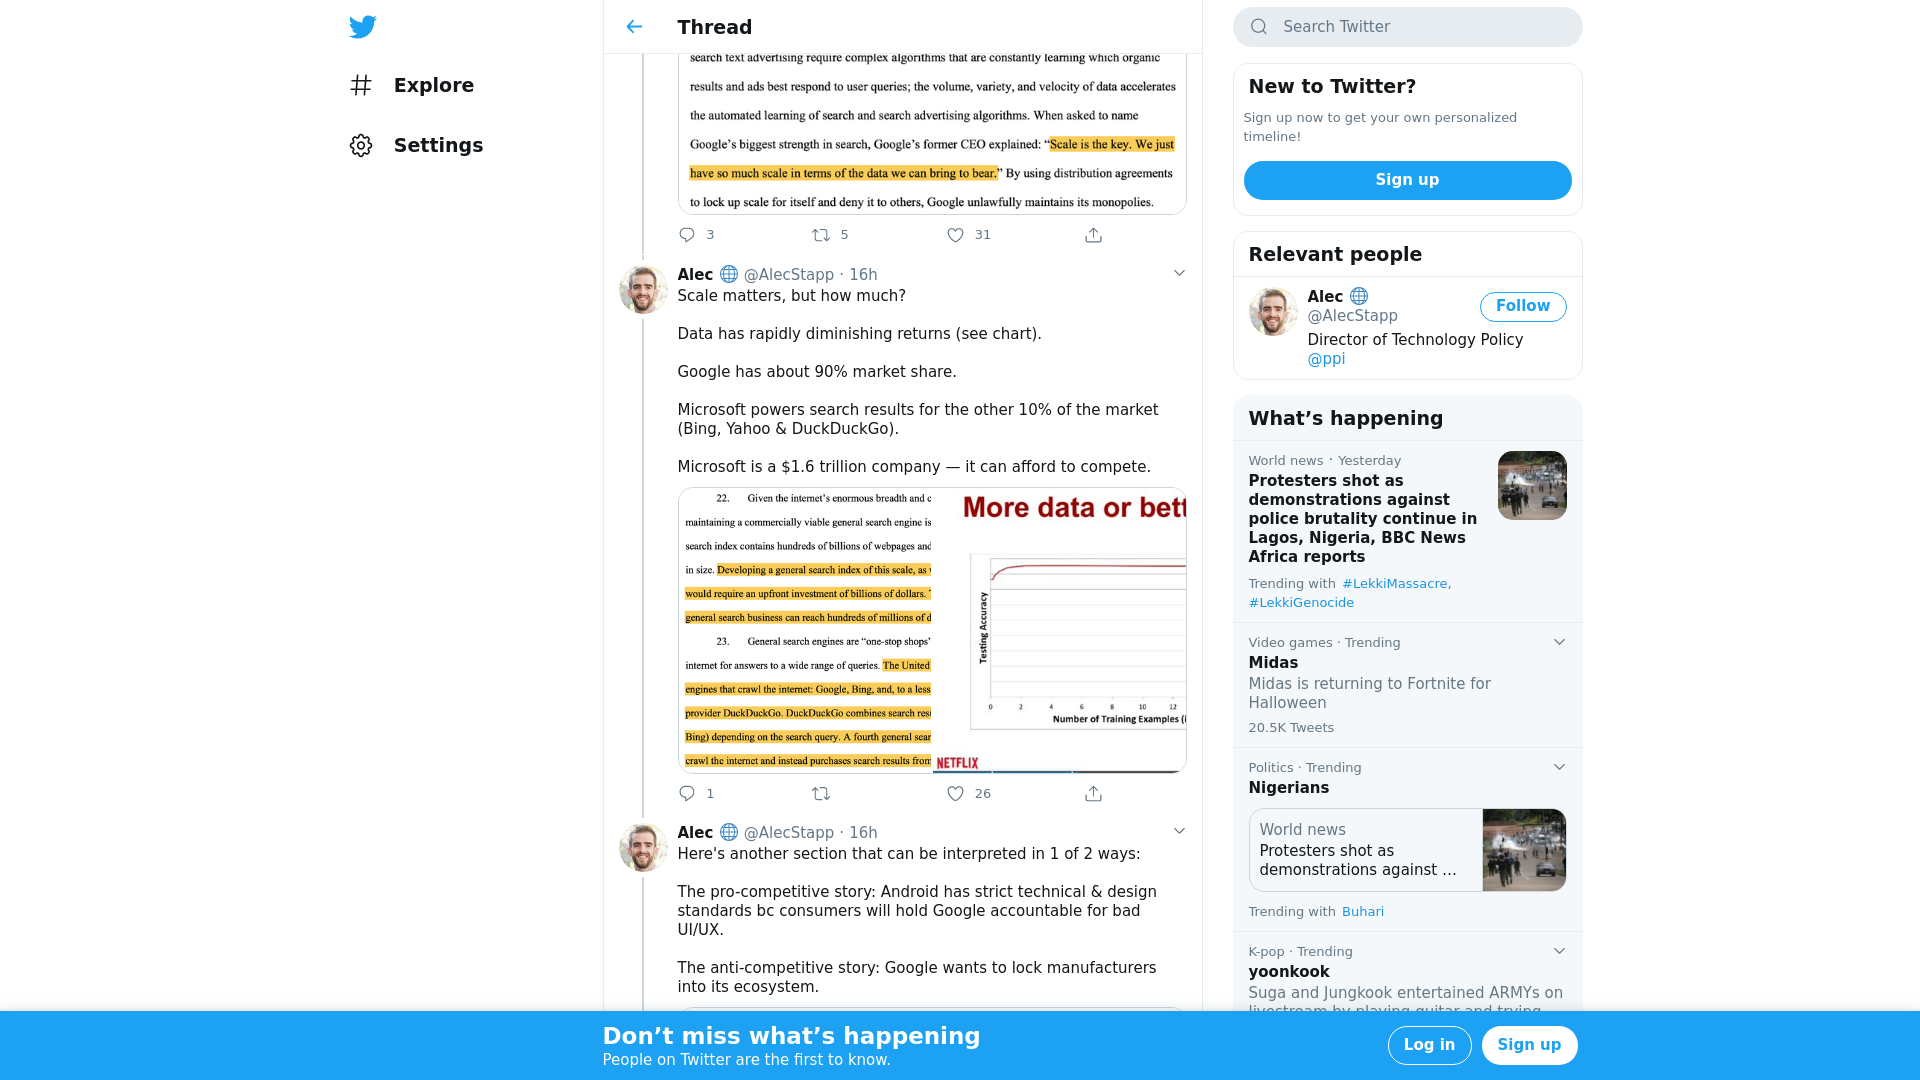 Explore
Settings
Thread
search text advertising require complex algorithms that are constantly learning which organic
results and ads best respond to user queries; the volume, variety, and velocity of data accelerates
the automated learning of search and search advertising algorithms. When asked to name
Google's biggest strength in search, Google's former CEO explained: “Scale is the key. We just
have so much scale in terms of the data we can bring to bear.” By using distribution agreements
to lock up scale for itself and deny it to others, Google unlawfully maintains its monopolies.
3 5 31
Alec @AlecStapp · 16h
Scale matters, but how much?
Data has rapidly diminishing returns (see chart).
Google has about 90% market share.
Microsoft powers search results for the other 10% of the market
(Bing, Yahoo & DuckDuckGo).
Microsoft is a $1.6 trillion company — it can afford to compete.
22. Given the internet's enormous breadth and c
maintaining a commercially viable general search engine is
search index contains hundreds of billions of webpages and
in size. Developing a general search index of this scale, as
would require an upfront investment of billions of dollars.
general search business can reach hundreds of millions of d
23. General search engines are “one-stop shops”
internet for answers to a wide range of queries. The United
engines that crawl the internet: Google, Bing, and, to a less
provider DuckDuckGo. DuckDuckGo combines search resu
Bing) depending on the search query. A fourth general sear
crawl the internet and instead purchases search results from
More data or bett
Testing Accuracy
0 2 4 6 8 10 12
Number of Training Examples (i
NETFLIX
1 26
Alec @AlecStapp · 16h
Here's another section that can be interpreted in 1 of 2 ways:
The pro-competitive story: Android has strict technical & design
standards bc consumers will hold Google accountable for bad
UI/UX.
The anti-competitive story: Google wants to lock manufacturers
into its ecosystem.
Search Twitter
New to Twitter?
Sign up now to get your own personalized
timeline!
Sign up
Relevant people
Alec
@AlecStapp
Follow
Director of Technology Policy
@ppi
What's happening
World news · Yesterday
Protesters shot as
demonstrations against
police brutality continue in
Lagos, Nigeria, BBC News
Africa reports
Trending with #LekkiMassacre,
#LekkiGenocide
Video games · Trending
Midas
Midas is returning to Fortnite for
Halloween
20.5K Tweets
Politics · Trending
Nigerians
World news
Protesters shot as
demonstrations against …
Trending with Buhari
K-pop · Trending
yoonkook
Suga and Jungkook entertained ARMYs on
livestream by playing guitar and trying
Don't miss what's happening
People on Twitter are the first to know.
Log in
Sign up